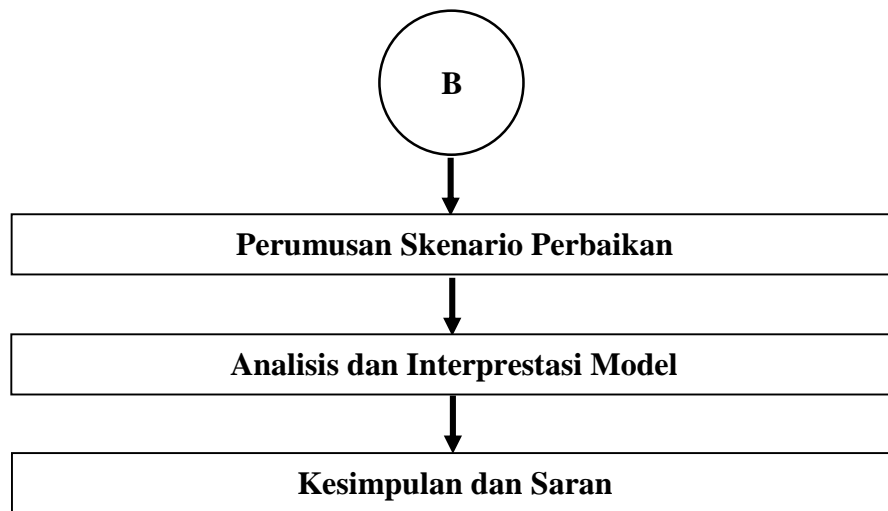 B
Perumusan Skenario Perbaikan
Analisis dan Interprestasi Model
Kesimpulan dan Saran